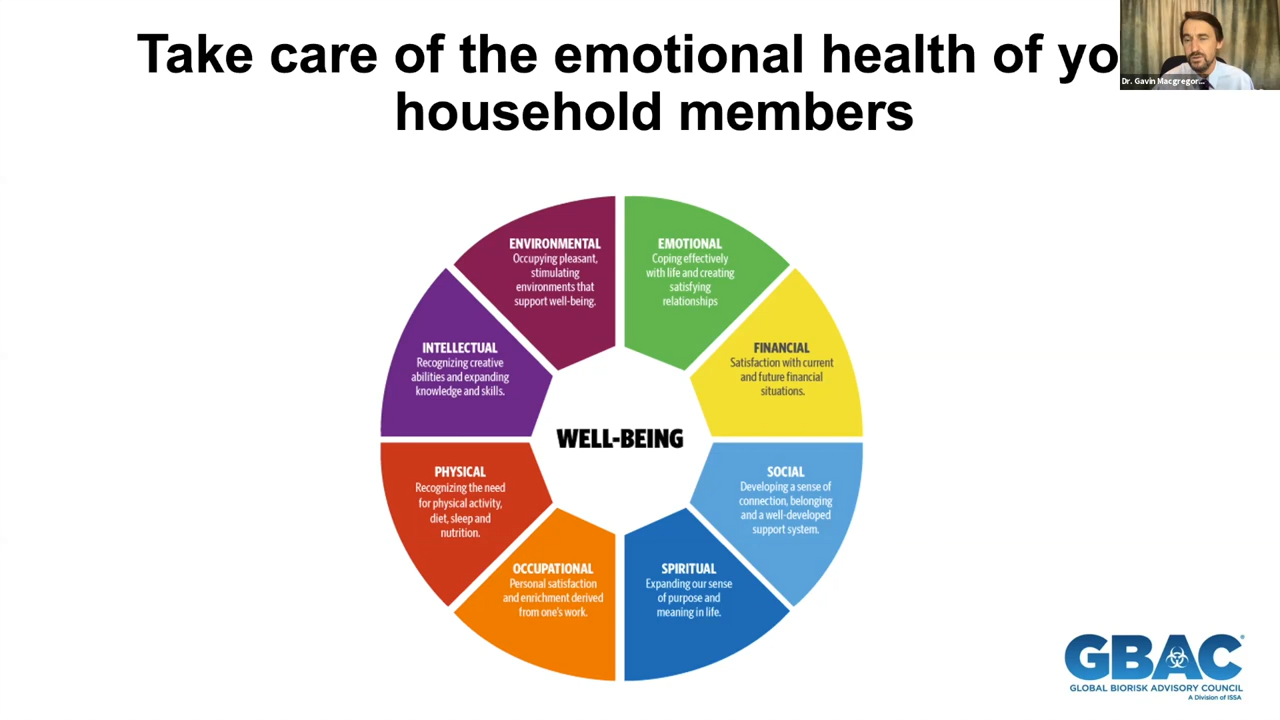 Take care of the emotional health of yo
household members
Dr. Gavin Macgregor...
ENVIRONMENTAL
Occupying pleasant,
stimulating
environments that
support well-being.
EMOTIONAL
Coping effectively
with life and creating
satisfying
relationships
INTELLECTUAL
Recognizing creative
abilities and expanding
knowledge and skills.
FINANCIAL
Satisfaction with current
and future financial
situations.
WELL-BEING
PHYSICAL
Recognizing the need
for physical activity,
diet, sleep and
nutrition.
SOCIAL
Developing a sense of
connection, belonging
and a well-developed
support system.
OCCUPATIONAL
Personal satisfaction
and enrichment derived
from one's work.
SPIRITUAL
Expanding our sense
of purpose and
meaning in life.
GBAC
GLOBAL BIORISK ADVISORY COUNCIL
A Division of ISSA